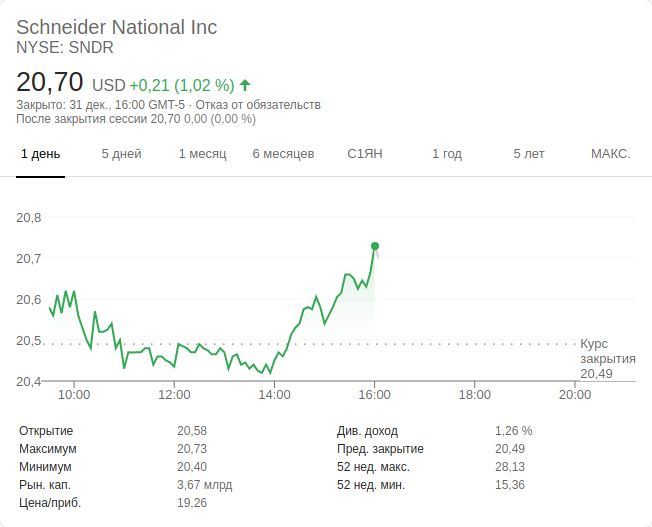 Schneider National Inc
NYSE: SNDR
20,70 USD +0,21 (1,02 %) ↑
Закрыто: 31 дек., 16:00 GMT-5 · Отказ от обязательств
После закрытия сессии 20,70 0,00 (0,00 %)
1 день 5 дней 1 месяц 6 месяцев С1ЯН 1 год 5 лет МАКС.
20,8
20,7
20,6
20,5
Курс
закрытия
20,49
20,4
10:00 12:00 14:00 16:00 18:00 20:00
Открытие 20,58 Див. доход 1,26 %
Максимум 20,73 Пред. закрытие 20,49
Минимум 20,40 52 нед. макс. 28,13
Рын. кап. 3,67 млрд 52 нед. мин. 15,36
Цена/приб. 19,26